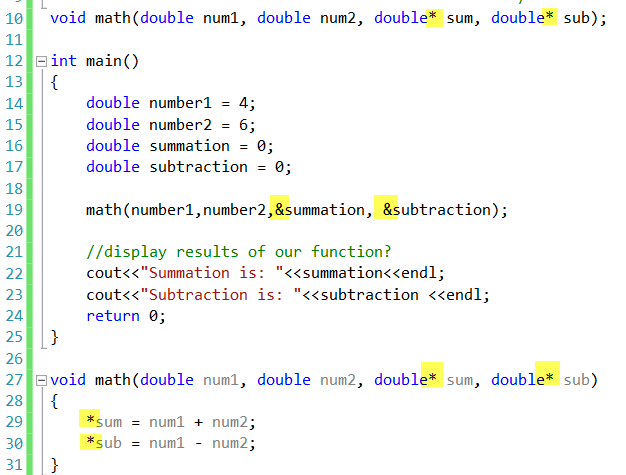 10 void math(double num1, double num2, double* sum, double* sub);
11
12 int main()
13 {
14     double number1 = 4;
15     double number2 = 6;
16     double summation = 0;
17     double subtraction = 0;
18
19     math(number1,number2,&summation, &subtraction);
20
21     //display results of our function?
22     cout<<"Summation is: "<<summation<<endl;
23     cout<<"Subtraction is: "<<subtraction <<endl;
24     return 0;
25 }
26
27 void math(double num1, double num2, double* sum, double* sub)
28 {
29     *sum = num1 + num2;
30     *sub = num1 - num2;
31 }